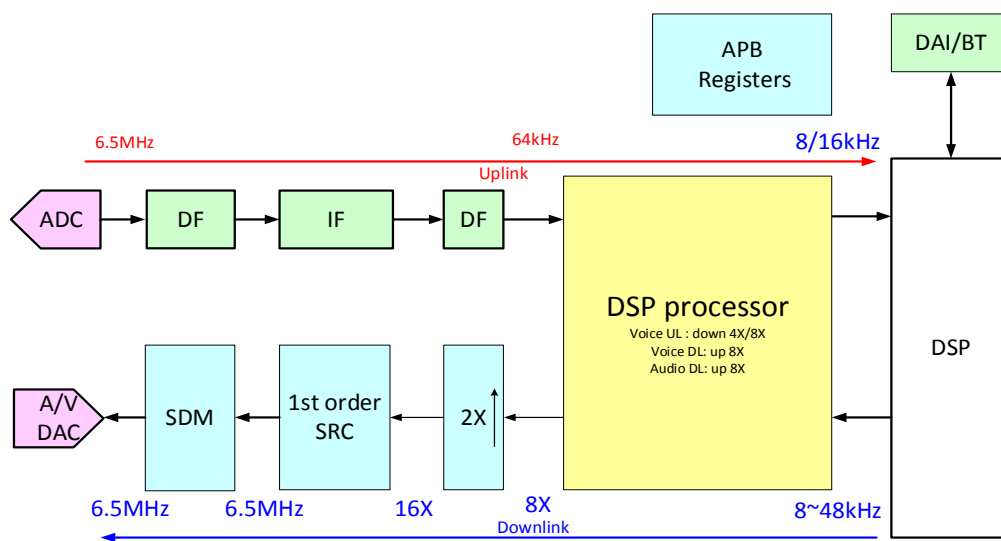 APB
Registers
DAI/BT
6.5MHz
64kHz
8/16kHz
Uplink
ADC
DF
IF
DF
DSP processor
Voice UL : down 4X/8X
Voice DL: up 8X
Audio DL: up 8X
DSP
A/V
DAC
SDM
1st order
SRC
2X
6.5MHz
6.5MHz
16X
8X
8~48kHz
Downlink